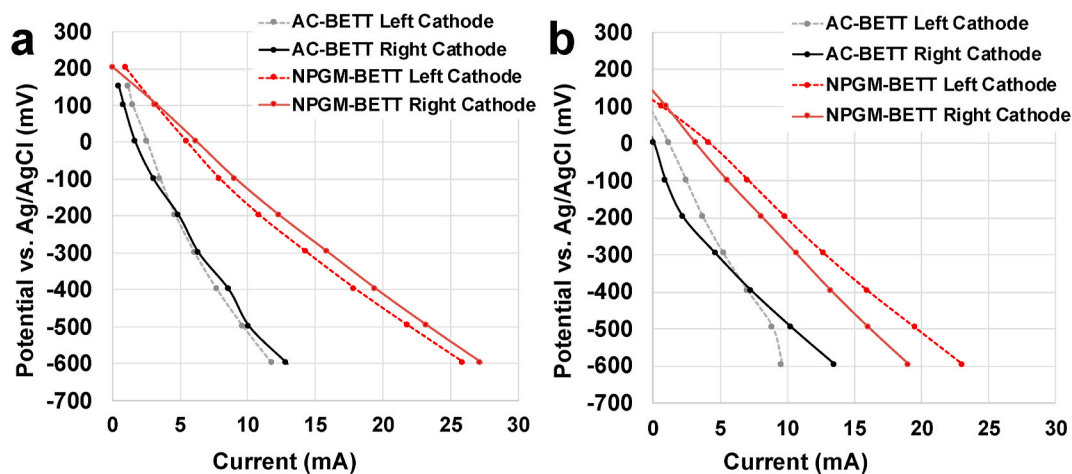 a
AC-BETT Left Cathode
AC-BETT Right Cathode
NPGM-BETT Left Cathode
NPGM-BETT Right Cathode
Potential vs. Ag/AgCl (mV)
300
200
100
0
-100
-200
-300
-400
-500
-600
-700
0 5 10 15 20 25 30
Current (mA)
b
AC-BETT Left Cathode
AC-BETT Right Cathode
NPGM-BETT Left Cathode
NPGM-BETT Right Cathode
Potential vs. Ag/AgCl (mV)
300
200
100
0
-100
-200
-300
-400
-500
-600
-700
0 5 10 15 20 25 30
Current (mA)